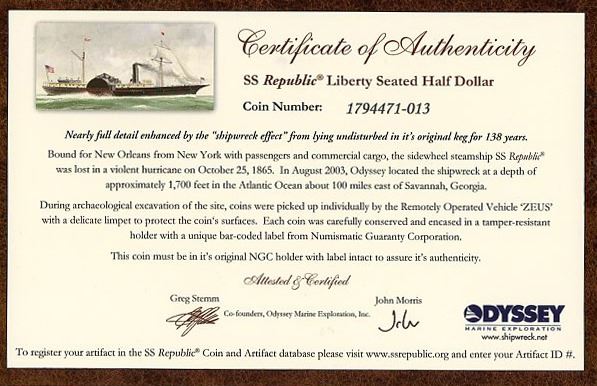 Certificate of Authenticity
SS Republic® Liberty Seated Half Dollar
Coin Number: 1794471-013
Nearly full detail enhanced by the "shipwreck effect" from lying undisturbed in it's original keg for 138 years.
Bound for New Orleans from New York with passengers and commercial cargo, the sidewheel steamship SS Republic®
was lost in a violent hurricane on October 25, 1865. In August 2003, Odyssey located the shipwreck at a depth of
approximately 1,700 feet in the Atlantic Ocean about 100 miles east of Savannah, Georgia.
During archaeological excavation of the site, coins were picked up individually by the Remotely Operated Vehicle 'ZEUS'
with a delicate limpet to protect the coin's surfaces. Each coin was carefully conserved and encased in a tamper-resistant
holder with a unique bar-coded label from Numismatic Guaranty Corporation.
This coin must be in it's original NGC holder with label intact to assure it's authenticity.
Attested & Certified
Greg Stemm
John Morris
Co-founders, Odyssey Marine Exploration, Inc.
ODYSSEY
MARINE EXPLORATION
www.shipwreck.net
To register your artifact in the SS Republic® Coin and Artifact database please visit www.ssrepublic.org and enter your Artifact ID #.